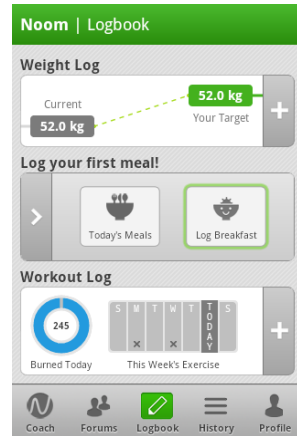 Noom | Logbook
Weight Log
52.0 kg
Current
Your Target
52.0 kg
Log your first meal!
Today's Meals
Log Breakfast
Workout Log
S M T W T TODAY S
245
Burned Today
This Week's Exercise
Coach
Forums
Logbook
History
Profile